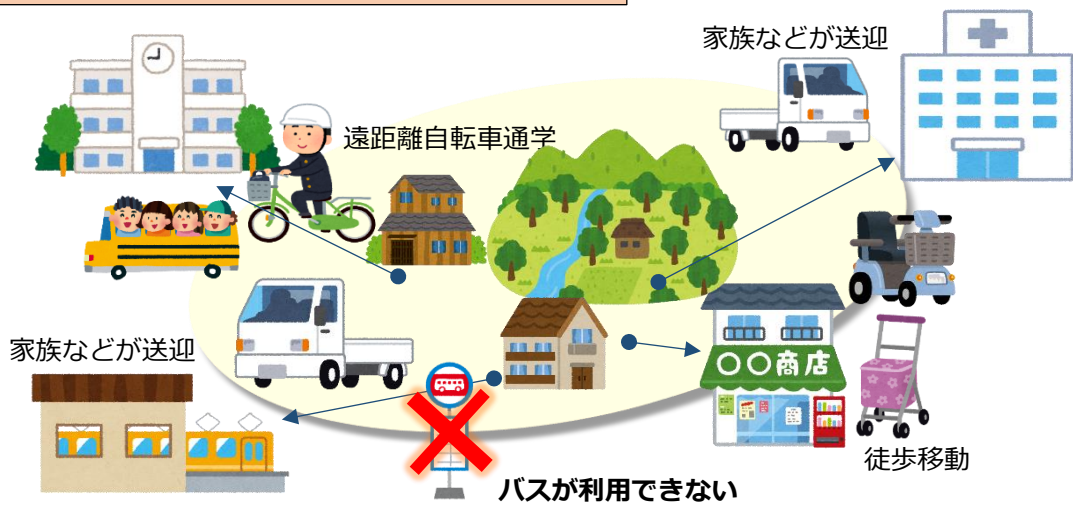 家族などが送迎
遠距離自転車通学
家族などが送迎
〇〇商店
徒歩移動
バスが利用できない